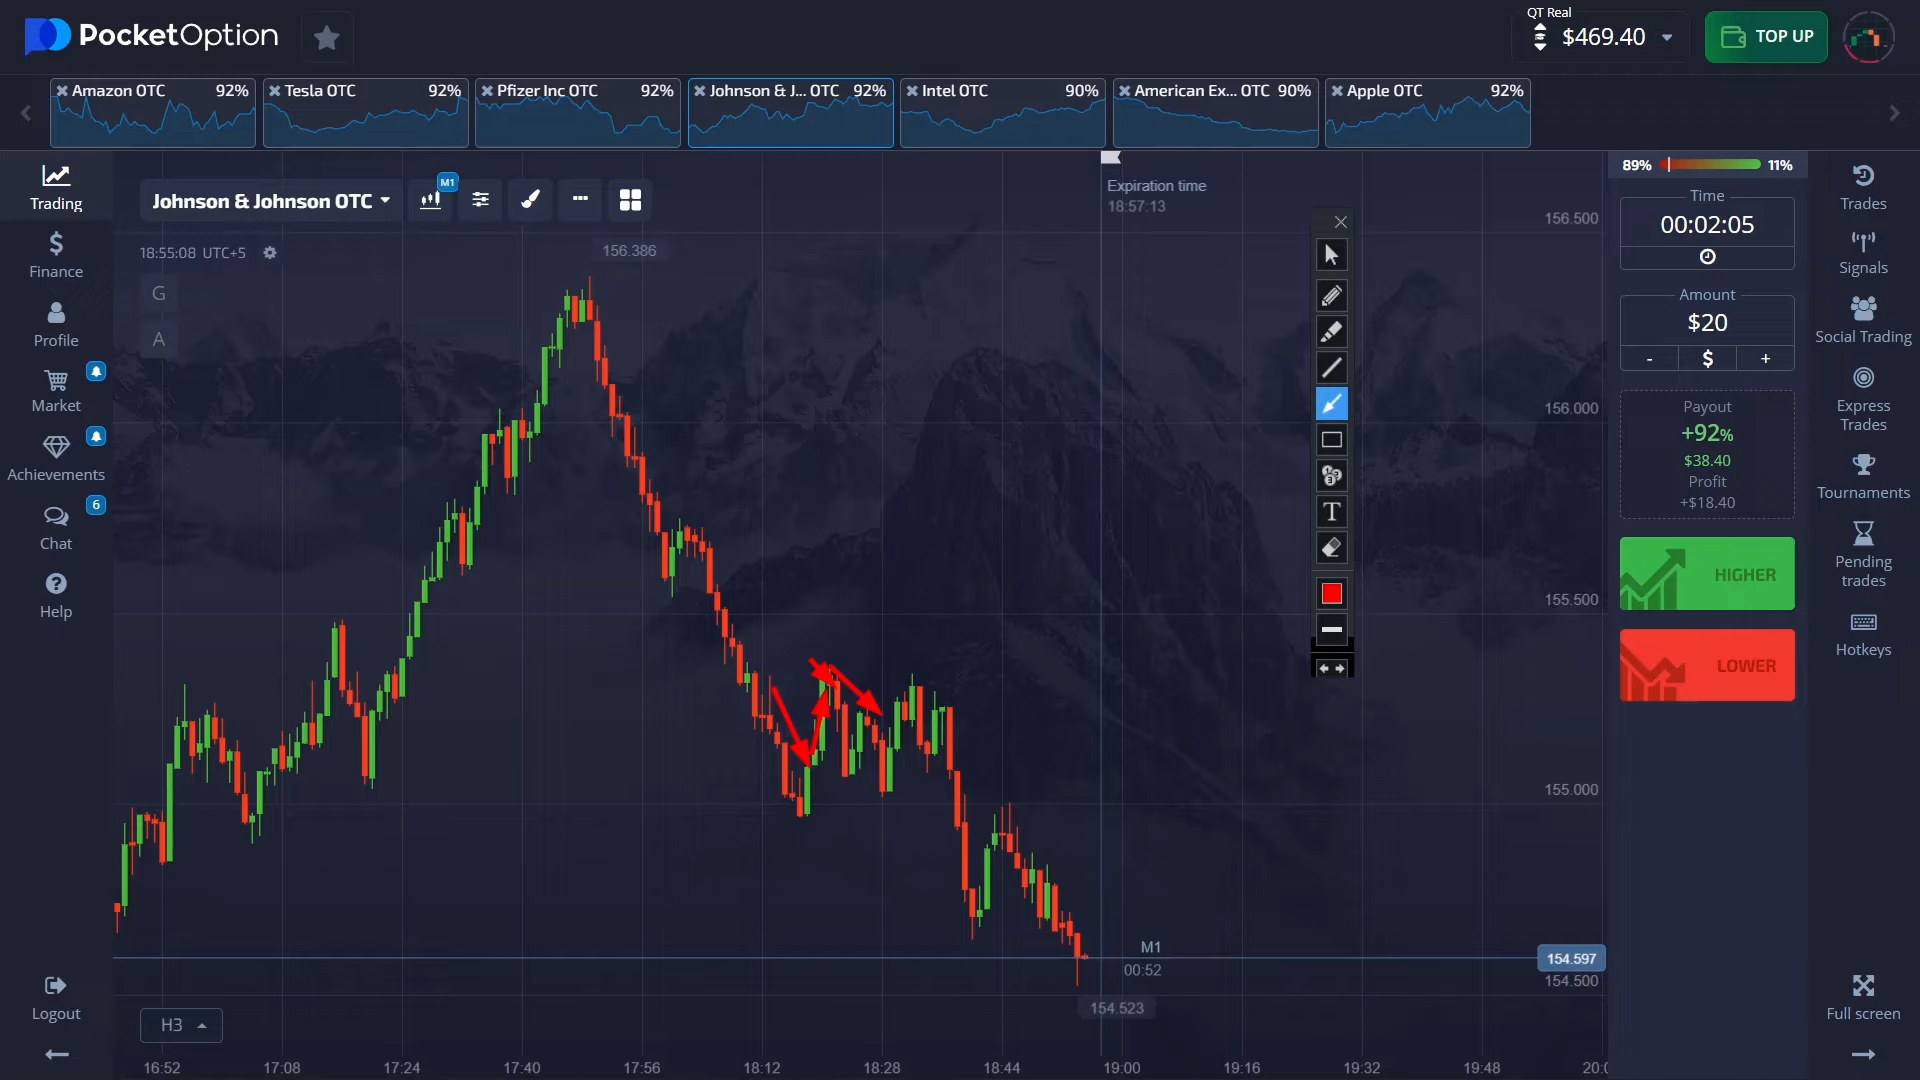 PocketOption
QT Real
$469.40
TOP UP
Amazon OTC 92%
Tesla OTC 92%
Pfizer Inc OTC 92%
Johnson & J... OTC 92%
Intel OTC 90%
American Ex... OTC 90%
Apple OTC 92%
Trading
Finance
Profile
Market
Achievements
6
Chat
Help
Logout
Johnson & Johnson OTC
M1
18:55:08 UTC+5
G
A
156.386
Expiration time
18:57:13
156.500
156.000
155.500
155.000
154.597
154.500
M1
00:52
154.523
H3
16:52 17:08 17:24 17:40 17:56 18:12 18:28 18:44 19:00 19:16 19:32 19:48
T
89% 11%
Time
00:02:05
Amount
$20
- $ +
Payout
+92%
$38.40
Profit
+$18.40
HIGHER
LOWER
Trades
Signals
Social Trading
Express
Trades
Tournaments
Pending
trades
Hotkeys
Full screen